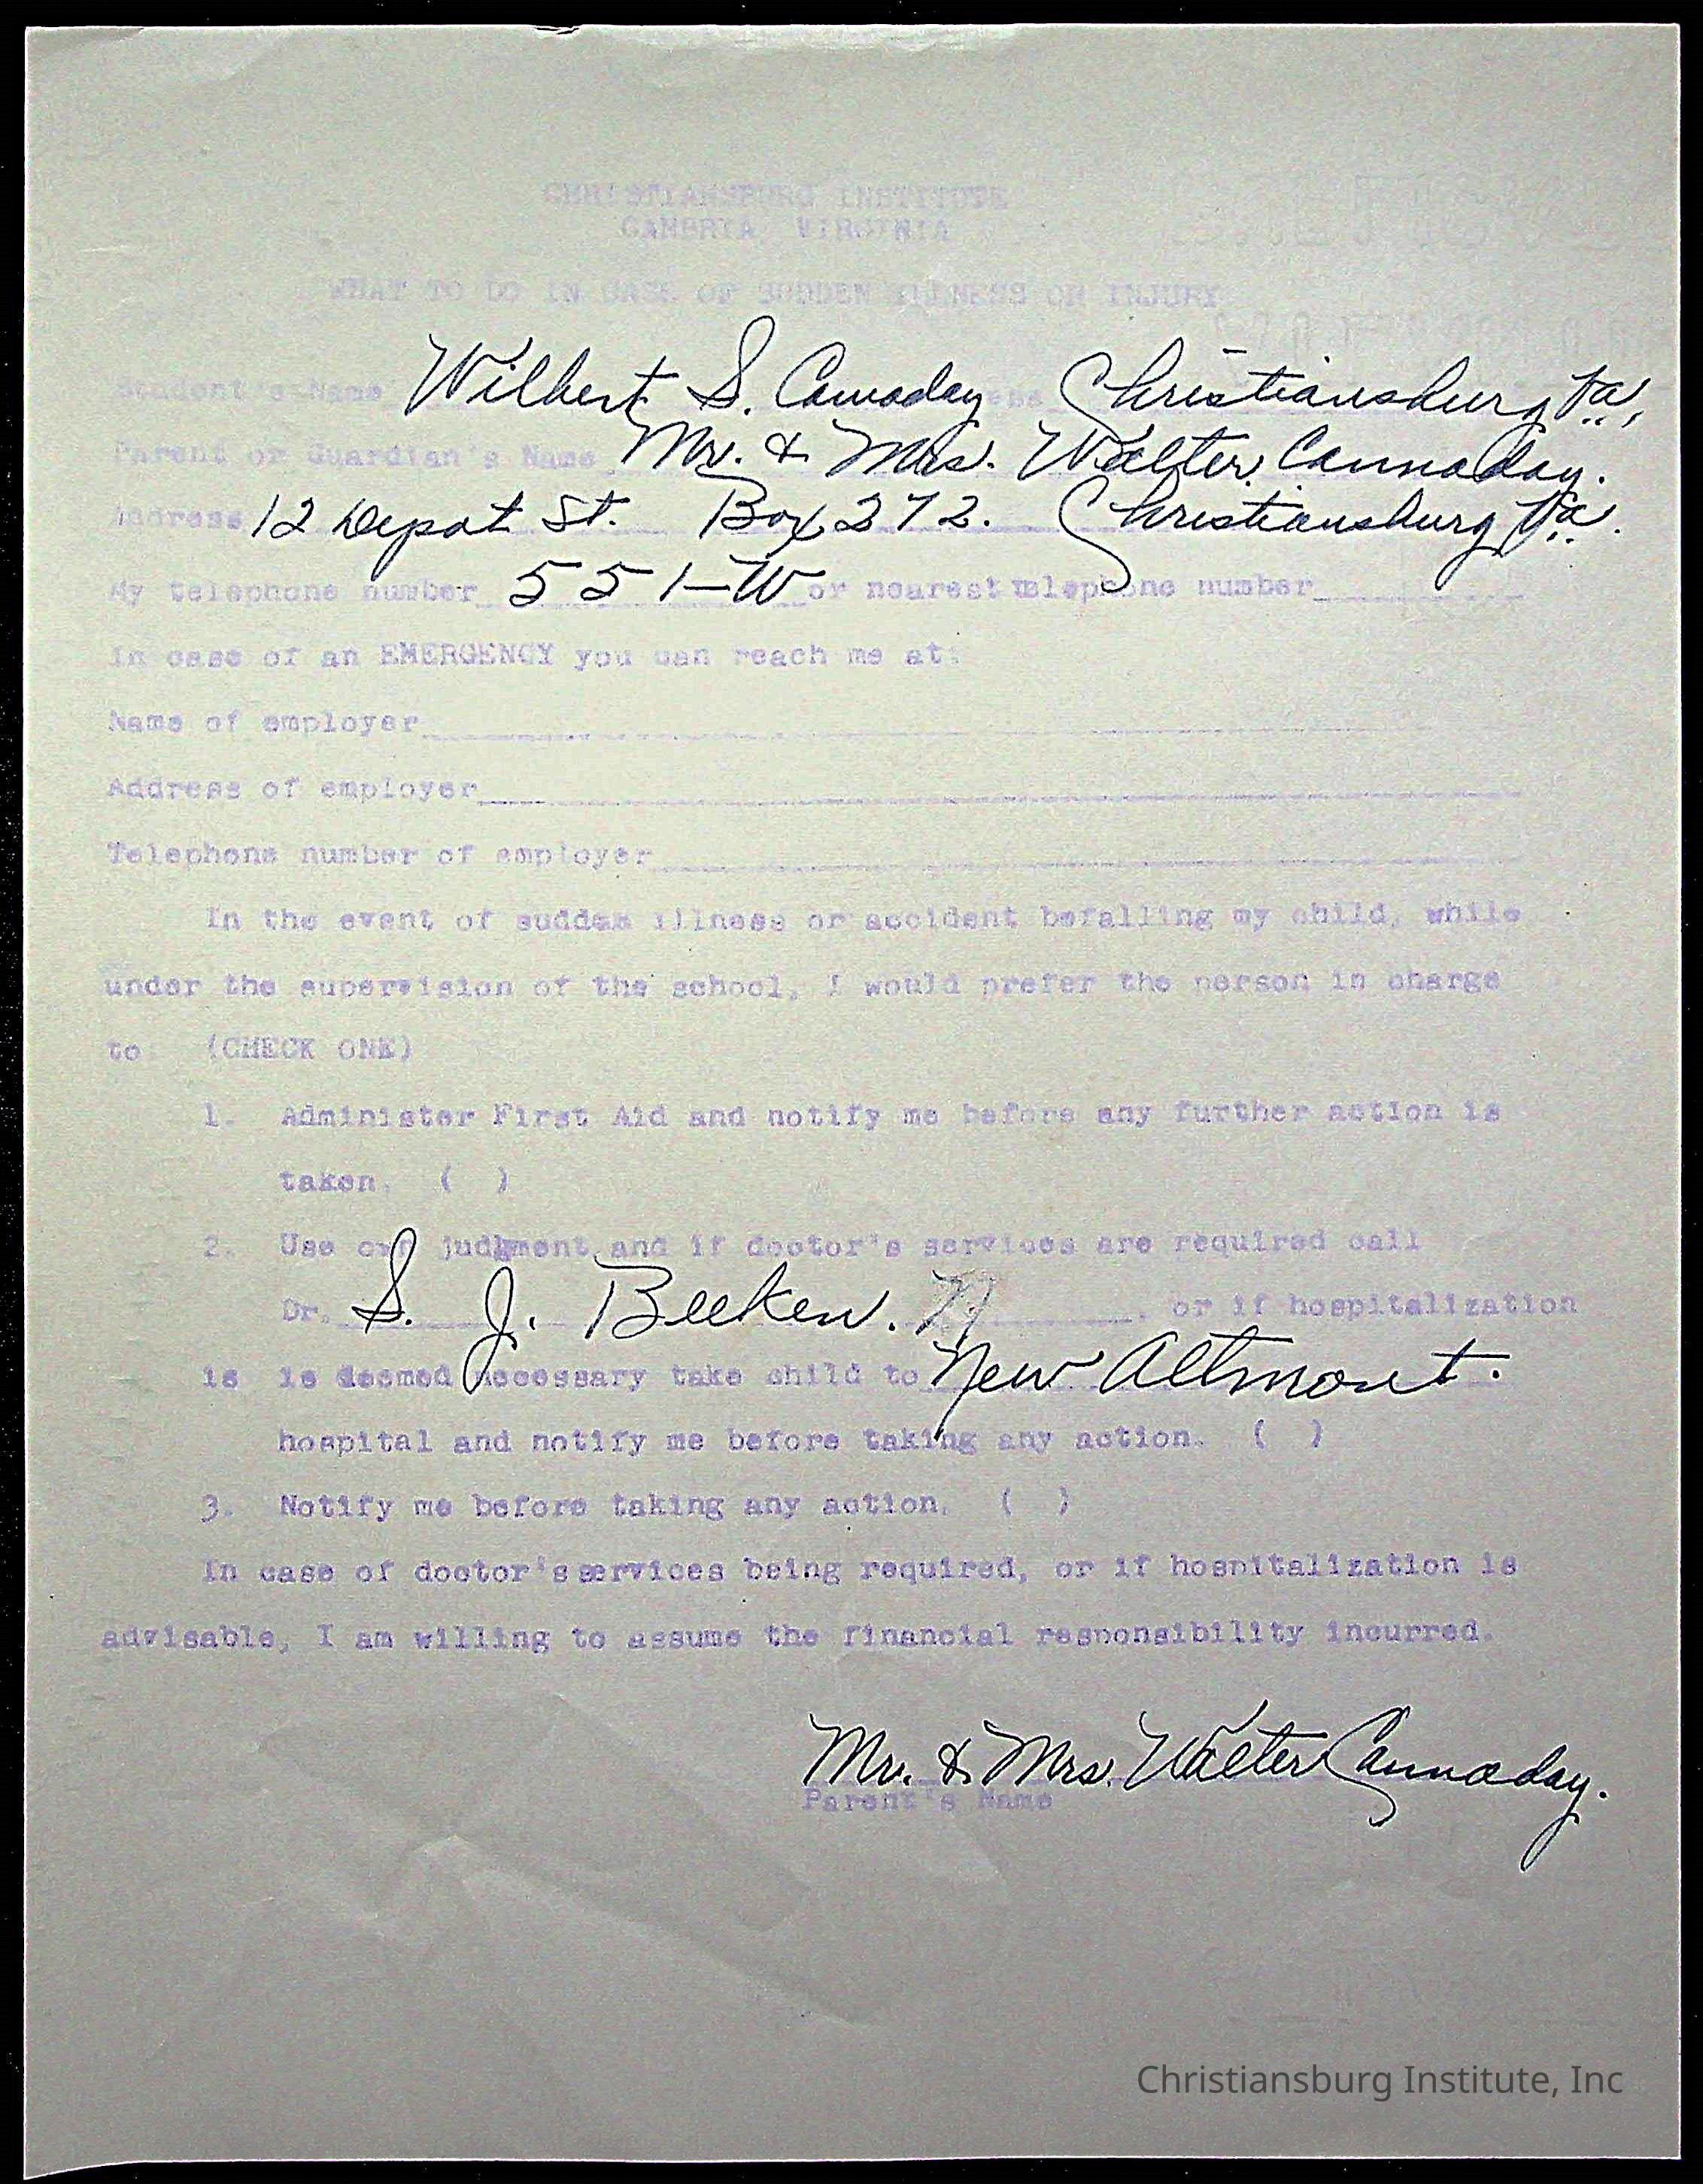 CHRISTIANSBURG INSTITUTE
CAMBRIA, VIRGINIA
WHAT TO DO IN CASE OF SUDDEN ILLNESS OR INJURY
Student's Name Wilbert S. Cannaday Christiansburg Va.,
Parent or Guardian's Name Mr. & Mrs. Walter Cannaday.
Address 12 Depot St. Box 272. Christiansburg Va.
My telephone number 551-W or nearest telephone number
In case of an EMERGENCY you can reach me at:
Name of employer
Address of employer
Telephone number of employer
In the event of sudden illness or accident befalling my child, while
under the supervision of the school, I would prefer the person in charge
to (CHECK ONE)
1. Administer First Aid and notify me before any further action is
taken. ( )
2. Use own judgment and if doctor's services are required call
Dr. S. J. Beeken. N , or if hospitalization
is is deemed necessary take child to New Altmont.
hospital and notify me before taking any action. ( )
3. Notify me before taking any action. ( )
In case of doctor's services being required, or if hospitalization is
advisable, I am willing to assume the financial responsibility incurred.
Mr. & Mrs. Walter Cannaday.
Parent's Name
Christiansburg Institute, Inc